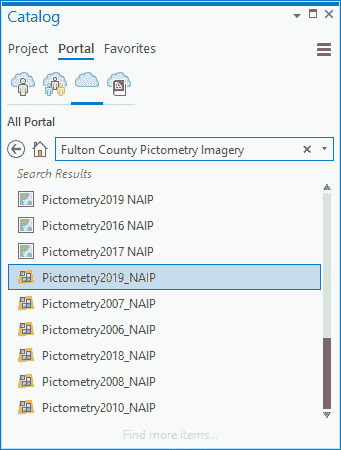 Catalog
Project Portal Favorites
All Portal
Fulton County Pictometry Imagery
Search Results
Pictometry2019 NAIP
Pictometry2016 NAIP
Pictometry2017 NAIP
Pictometry2019_NAIP
Pictometry2007_NAIP
Pictometry2006_NAIP
Pictometry2018_NAIP
Pictometry2008_NAIP
Pictometry2010_NAIP
Find more items...